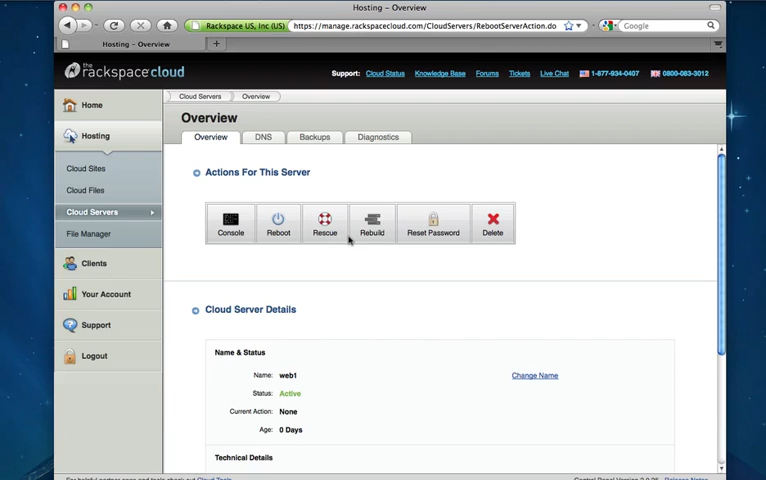 Hosting – Overview
Rackspace US, Inc (US)
https://manage.rackspacecloud.com/CloudServers/RebootServerAction.do
Google
Hosting – Overview
the rackspacecloud
Support: Cloud Status Knowledge Base Forums Tickets Live Chat 1-877-934-0407 0800-083-3012
Home
Hosting
Cloud Sites
Cloud Files
Cloud Servers
File Manager
Clients
Your Account
Support
Logout
Cloud Servers Overview
Overview
Overview DNS Backups Diagnostics
Actions For This Server
Console Reboot Rescue Rebuild Reset Password Delete
Cloud Server Details
Name & Status
Name: web1 Change Name
Status: Active
Current Action: None
Age: 0 Days
Technical Details